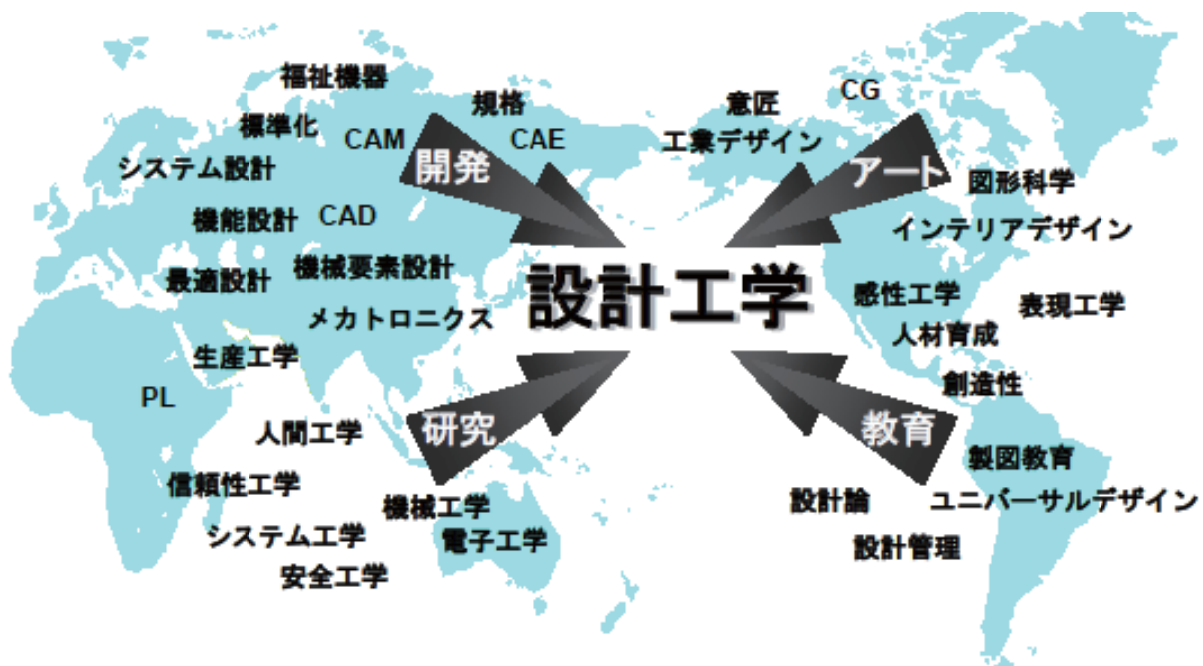 福祉機器
規格
標準化
CAM
CAE
システム設計
開発
機能設計
CAD
最適設計
機械要素設計
メカトロニクス
生産工学
PL
意匠
CG
工業デザイン
アート
図形科学
インテリアデザイン
感性工学
表現工学
人材育成
創造性
設計工学
研究
人間工学
信頼性工学
機械工学
システム工学
電子工学
安全工学
教育
製図教育
設計論
ユニバーサルデザイン
設計管理